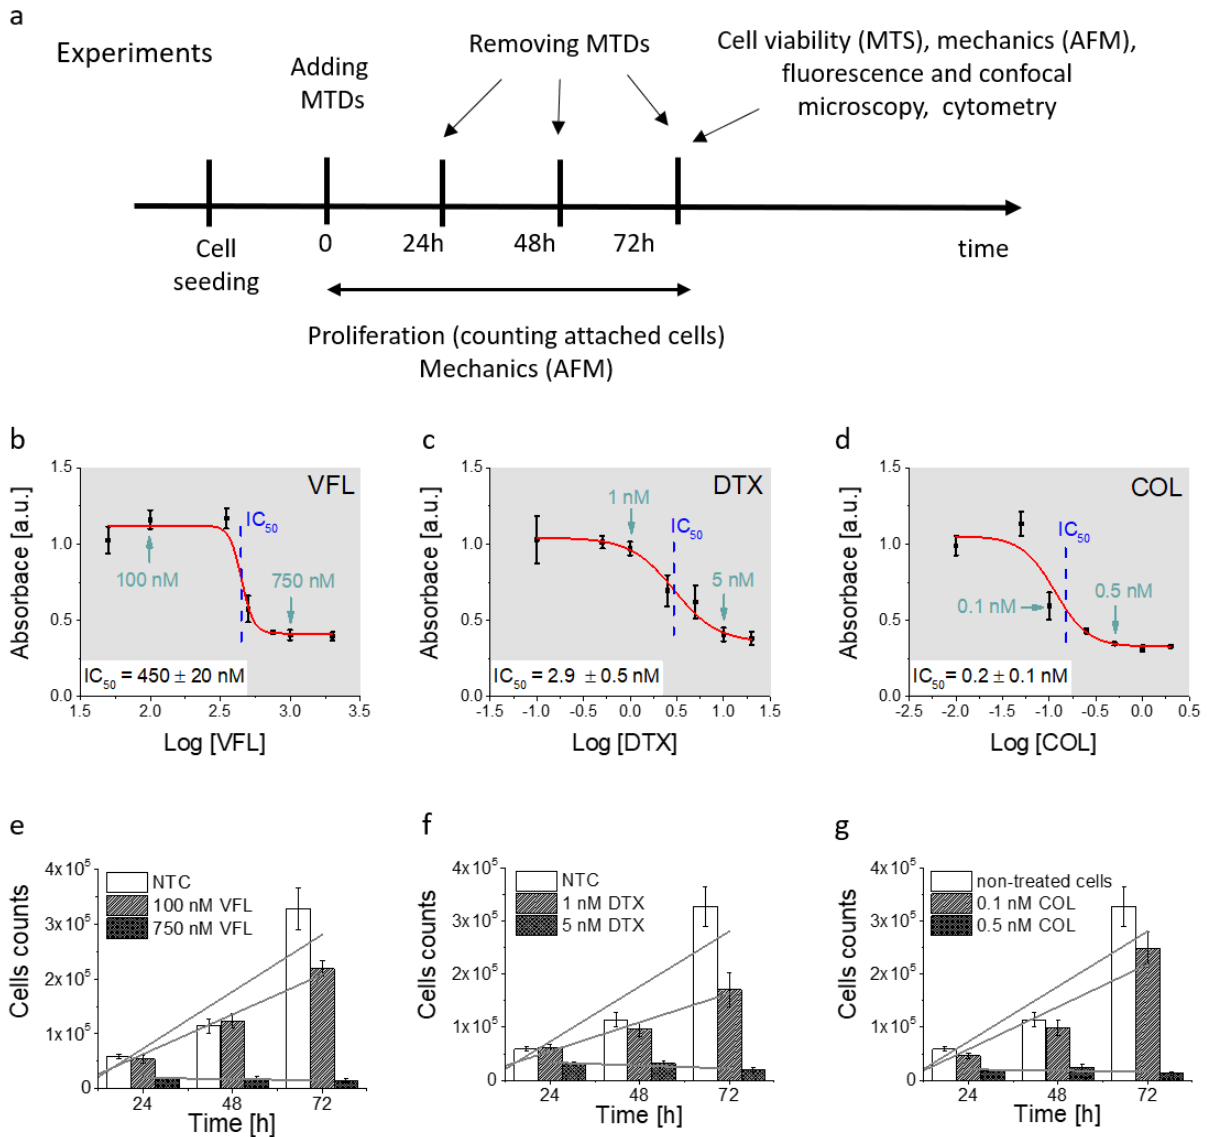 a
Experiments
Adding
MTDs
Removing MTDs
Cell viability (MTS), mechanics (AFM),
fluorescence and confocal
microscopy, cytometry
Cell
seeding
0
24h
48h
72h
time
Proliferation (counting attached cells)
Mechanics (AFM)
b
1.5
1.0
0.5
0.0
Absorbace [a.u.]
VFL
IC50
100 nM
750 nM
IC50 = 450 ± 20 nM
2.0 2.5 3.0 3.5
Log [VFL]
c
1.5
1.0
0.5
0.0
Absorbace [a.u.]
DTX
1 nM
IC50
5 nM
IC50 = 2.9 ± 0.5 nM
-1.5 -1.0 -0.5 0.0 0.5 1.0 1.5
Log [DTX]
d
1.5
1.0
0.5
0.0
Absorbace [a.u.]
COL
IC50
0.1 nM
0.5 nM
IC50= 0.2 ± 0.1 nM
-2.5 -2.0 -1.5 -1.0 -0.5 0.0 0.5
Log [COL]
e
4x10^5
3x10^5
2x10^5
1x10^5
0
Cells counts
NTC
100 nM VFL
750 nM VFL
24 48 72
Time [h]
f
4x10^5
3x10^5
2x10^5
1x10^5
0
Cells counts
NTC
1 nM DTX
5 nM DTX
24 48 72
Time [h]
g
4x10^5
3x10^5
2x10^5
1x10^5
0
Cells counts
non-treated cells
0.1 nM COL
0.5 nM COL
24 48 72
Time [h]